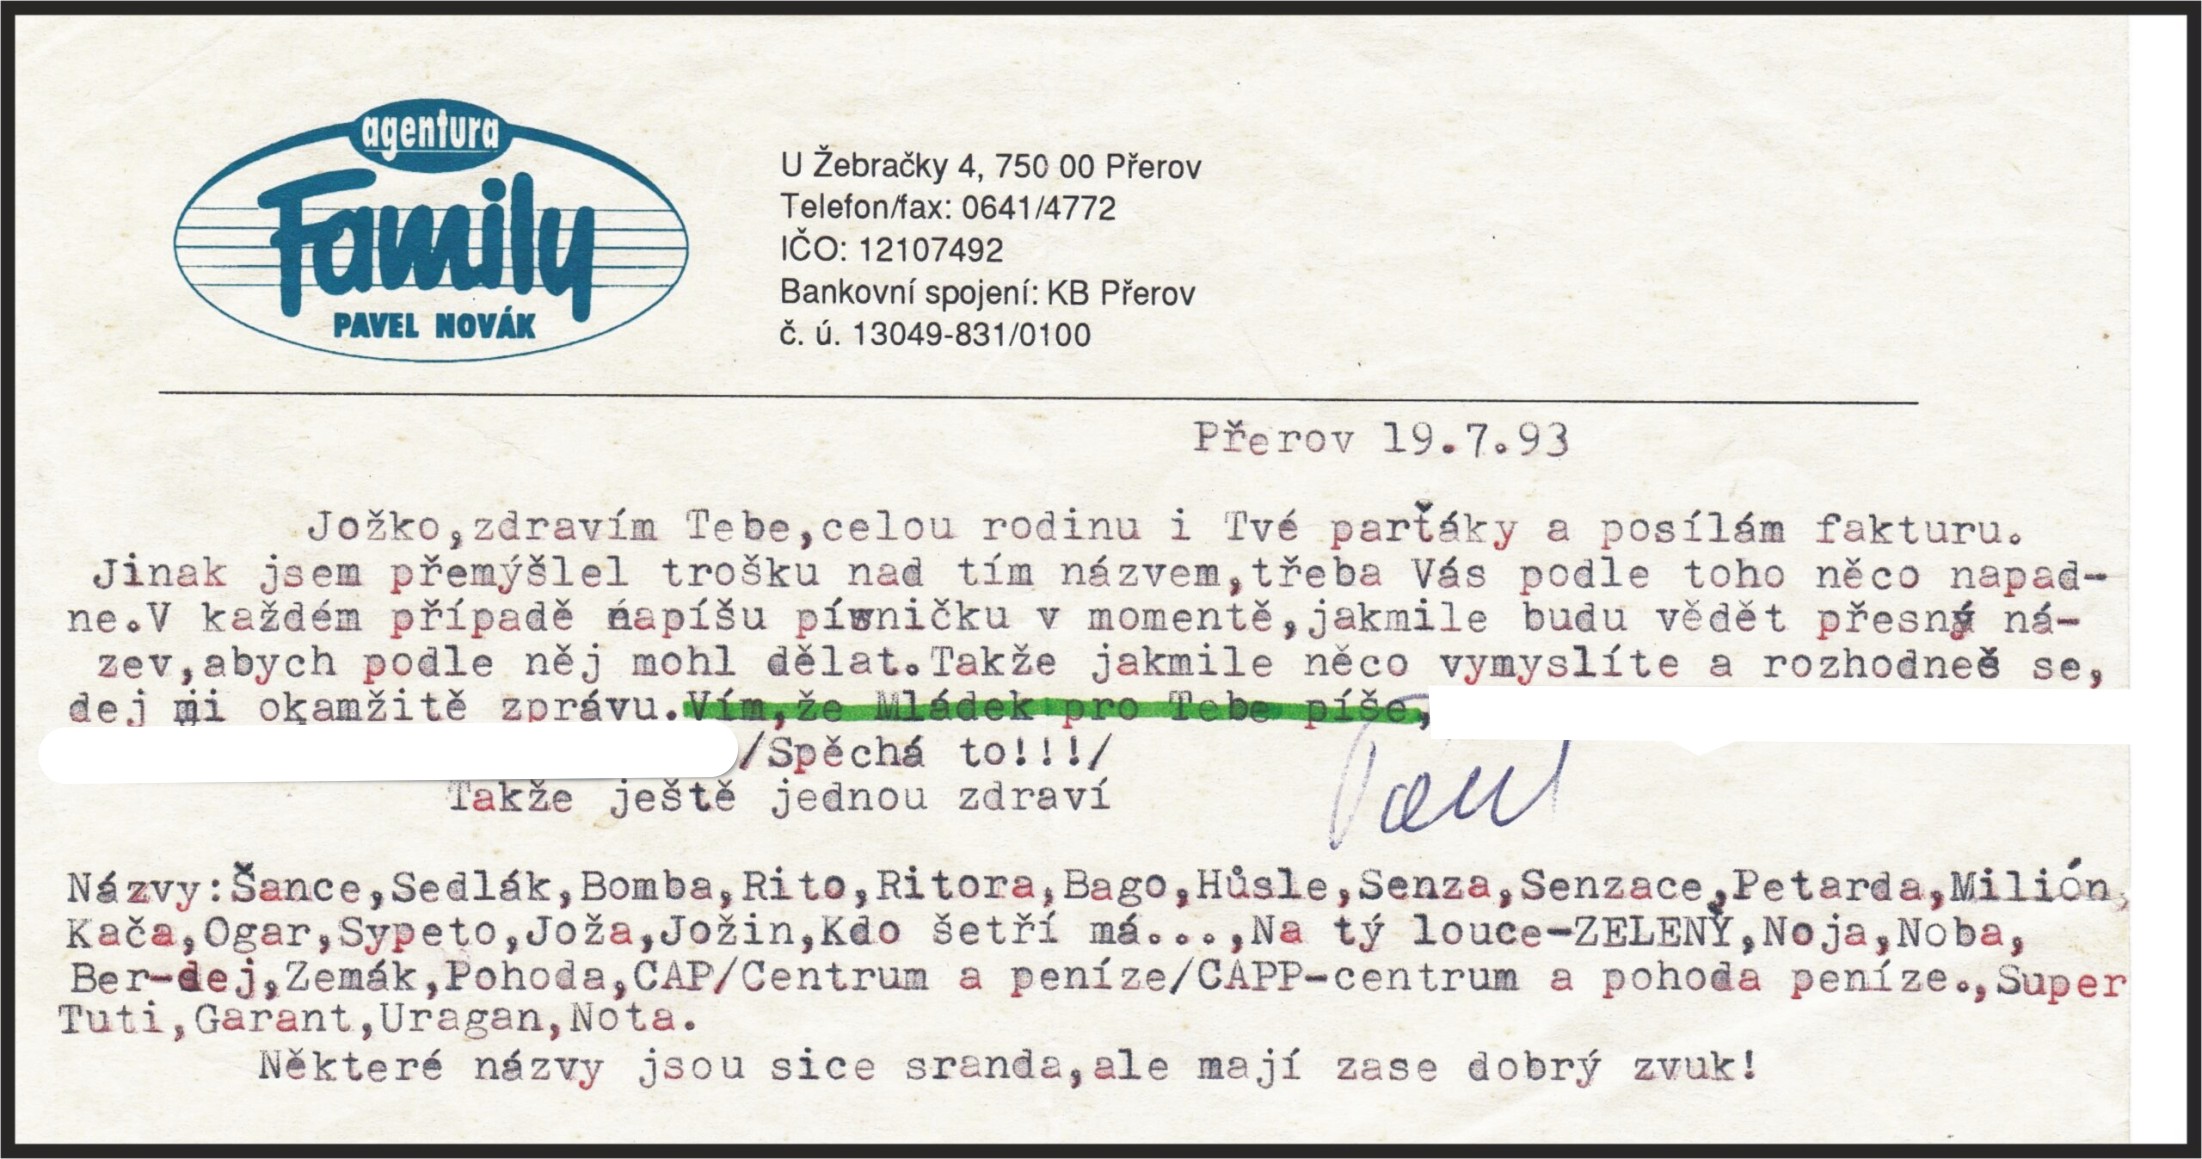 agentura
Family
PAVEL NOVÁK
U Žebračky 4, 750 00 Přerov
Telefon/fax: 0641/4772
IČO: 12107492
Bankovní spojení: KB Přerov
č. ú. 13049-831/0100
Přerov 19.7.93
Jožko,zdravím Tebe,celou rodinu i Tvé parťáky a posílám fakturu.
Jinak jsem přemýšlel trošku nad tím názvem,třeba Vás podle toho něco napad-
ne.V každém případě napíšu písničku v momentě,jakmile budu vědět přesný ná-
zev,abych podle něj mohl dělat.Takže jakmile něco vymyslíte a rozhodneš se,
dej mi okamžitě zprávu.Vím,že Mládek pro Tebe píše,
/Spěchá to!!!/
Takže ještě jednou zdraví
Názvy:Šance,Sedlák,Bomba,Rito,Ritora,Bago,Hůsle,Senza,Senzace,Petarda,Milión,
Kača,Ogar,Sypeto,Joža,Jožin,Kdo šetří má...,Na tý louce-ZELENÝ,Noja,Noba,
Ber-dej,Zemák,Pohoda,CAP/Centrum a peníze/CAPP-centrum a pohoda peníze.,Super
Tuti,Garant,Uragan,Nota.
Některé názvy jsou sice sranda,ale mají zase dobrý zvuk!